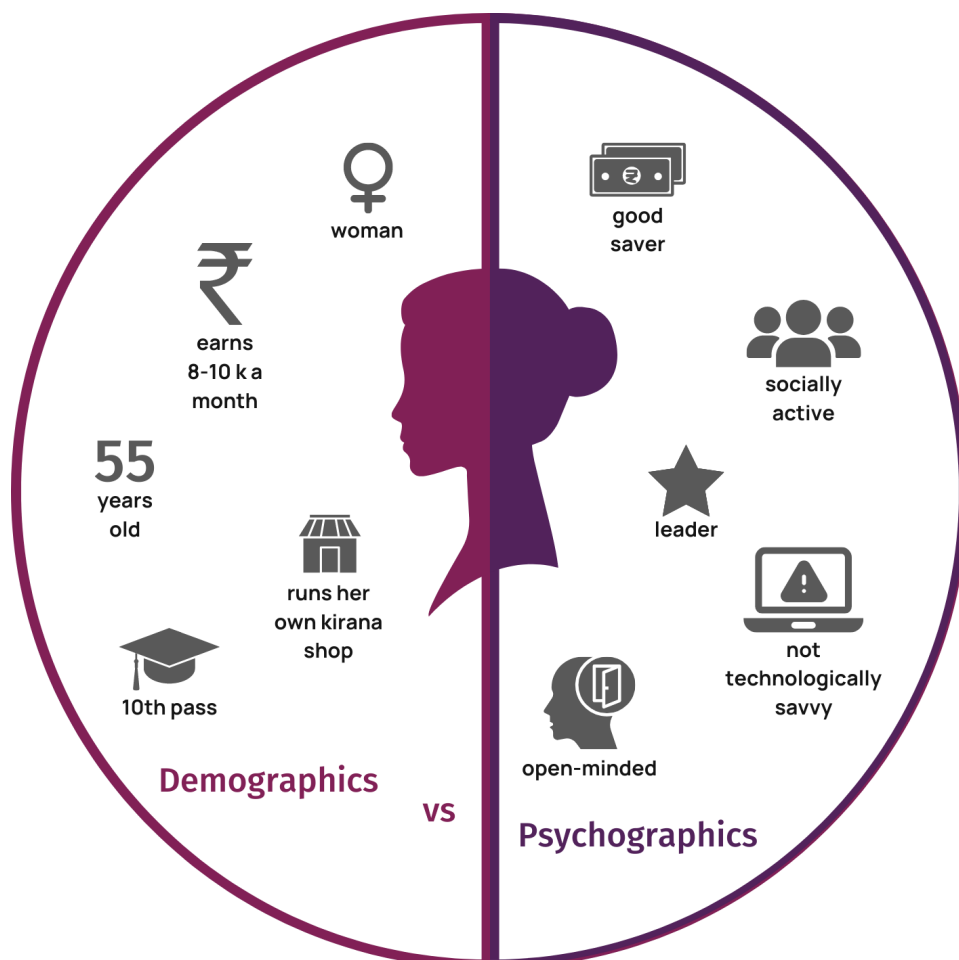 woman
₹
earns
8-10 k a
month
55
years
old
runs her
own kirana
shop
10th pass
Demographics
vs
₹
good
saver
socially
active
leader
!
not
technologically
savvy
open-minded
Psychographics